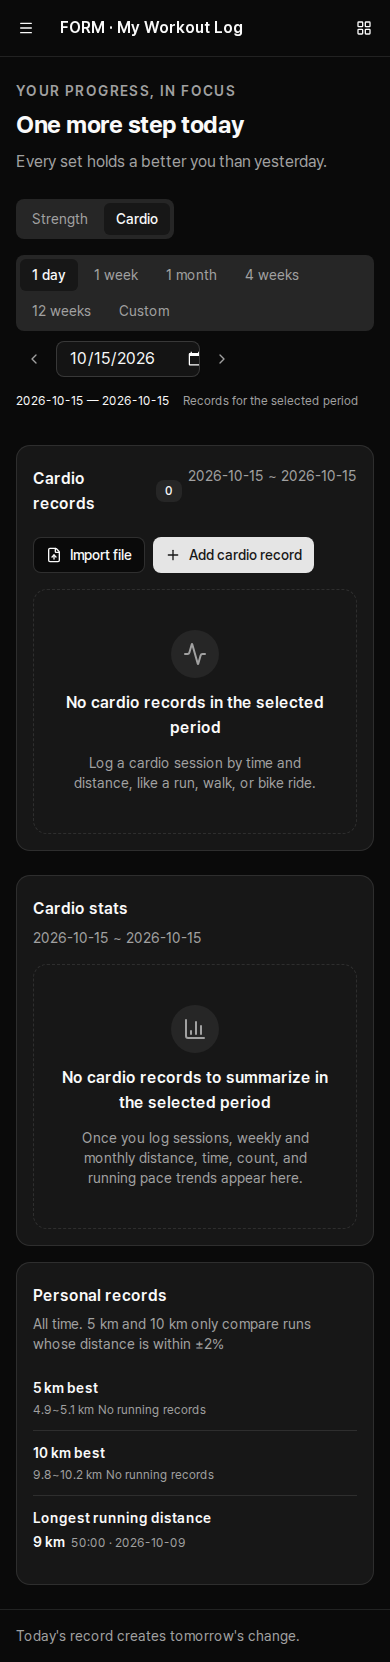 FORM · My Workout Log
YOUR PROGRESS, IN FOCUS
One more step today
Every set holds a better you than yesterday.
Strength Cardio
1 day 1 week 1 month 4 weeks
12 weeks Custom
10/15/2026
2026-10-15 — 2026-10-15 Records for the selected period
Cardio
records
0
2026-10-15 ~ 2026-10-15
Import file Add cardio record
No cardio records in the selected
period
Log a cardio session by time and
distance, like a run, walk, or bike ride.
Cardio stats
2026-10-15 ~ 2026-10-15
No cardio records to summarize in
the selected period
Once you log sessions, weekly and
monthly distance, time, count, and
running pace trends appear here.
Personal records
All time. 5 km and 10 km only compare runs
whose distance is within ±2%
5 km best
4.9–5.1 km No running records
10 km best
9.8–10.2 km No running records
Longest running distance
9 km 50:00 · 2026-10-09
Today's record creates tomorrow's change.